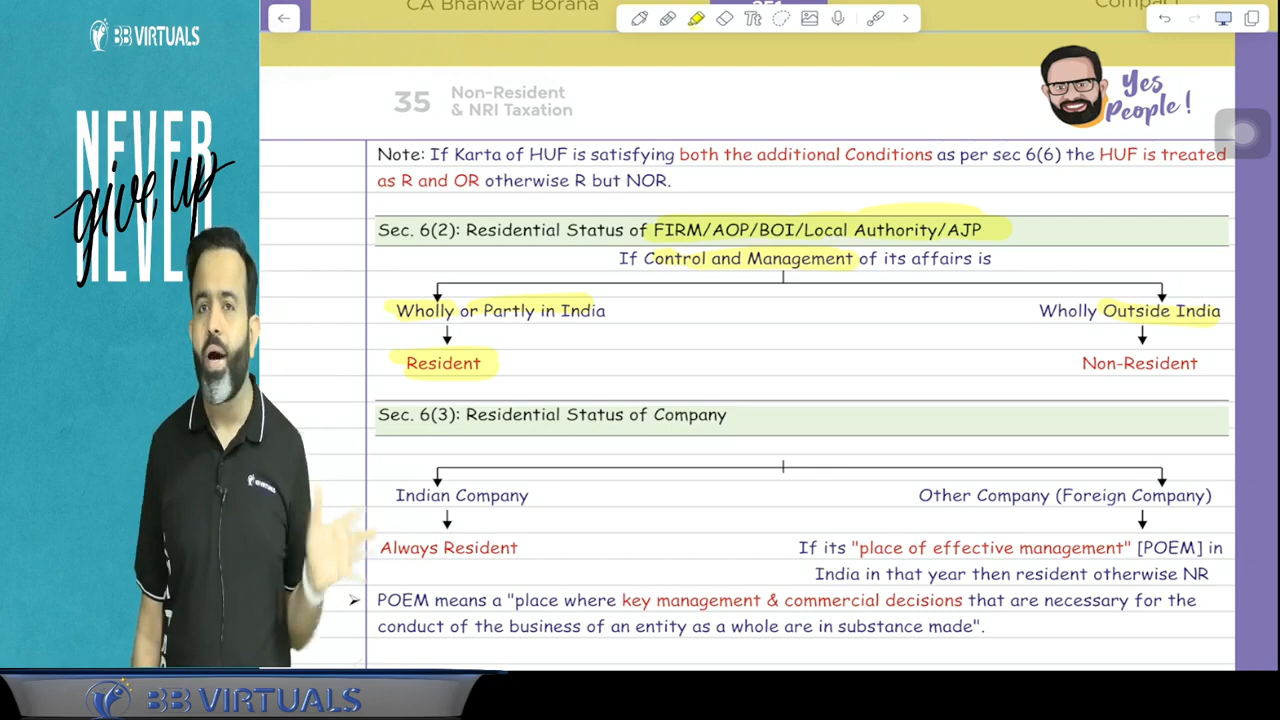 CA Bhanwar Borana
BB VIRTUALS
NEVER
give up
NEVER
35
Non-Resident
& NRI Taxation
Yes
People!
Note: If Karta of HUF is satisfying both the additional Conditions as per sec 6(6) the HUF is treated
as R and OR otherwise R but NOR.
Sec. 6(2): Residential Status of FIRM/AOP/BOI/Local Authority/AJP
If Control and Management of its affairs is
Wholly or Partly in India
Wholly Outside India
Resident
Non-Resident
Sec. 6(3): Residential Status of Company
Indian Company
Other Company (Foreign Company)
Always Resident
If its "place of effective management" [POEM] in
India in that year then resident otherwise NR
➤ POEM means a "place where key management & commercial decisions that are necessary for the
conduct of the business of an entity as a whole are in substance made".
BB VIRTUALS